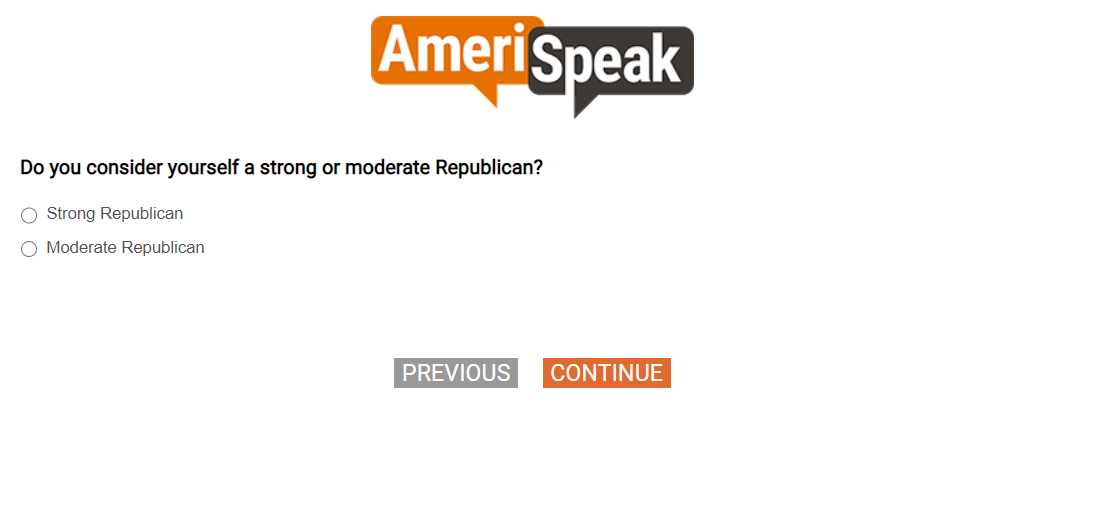 AmeriSpeak
Do you consider yourself a strong or moderate Republican?
Strong Republican
Moderate Republican
PREVIOUS CONTINUE